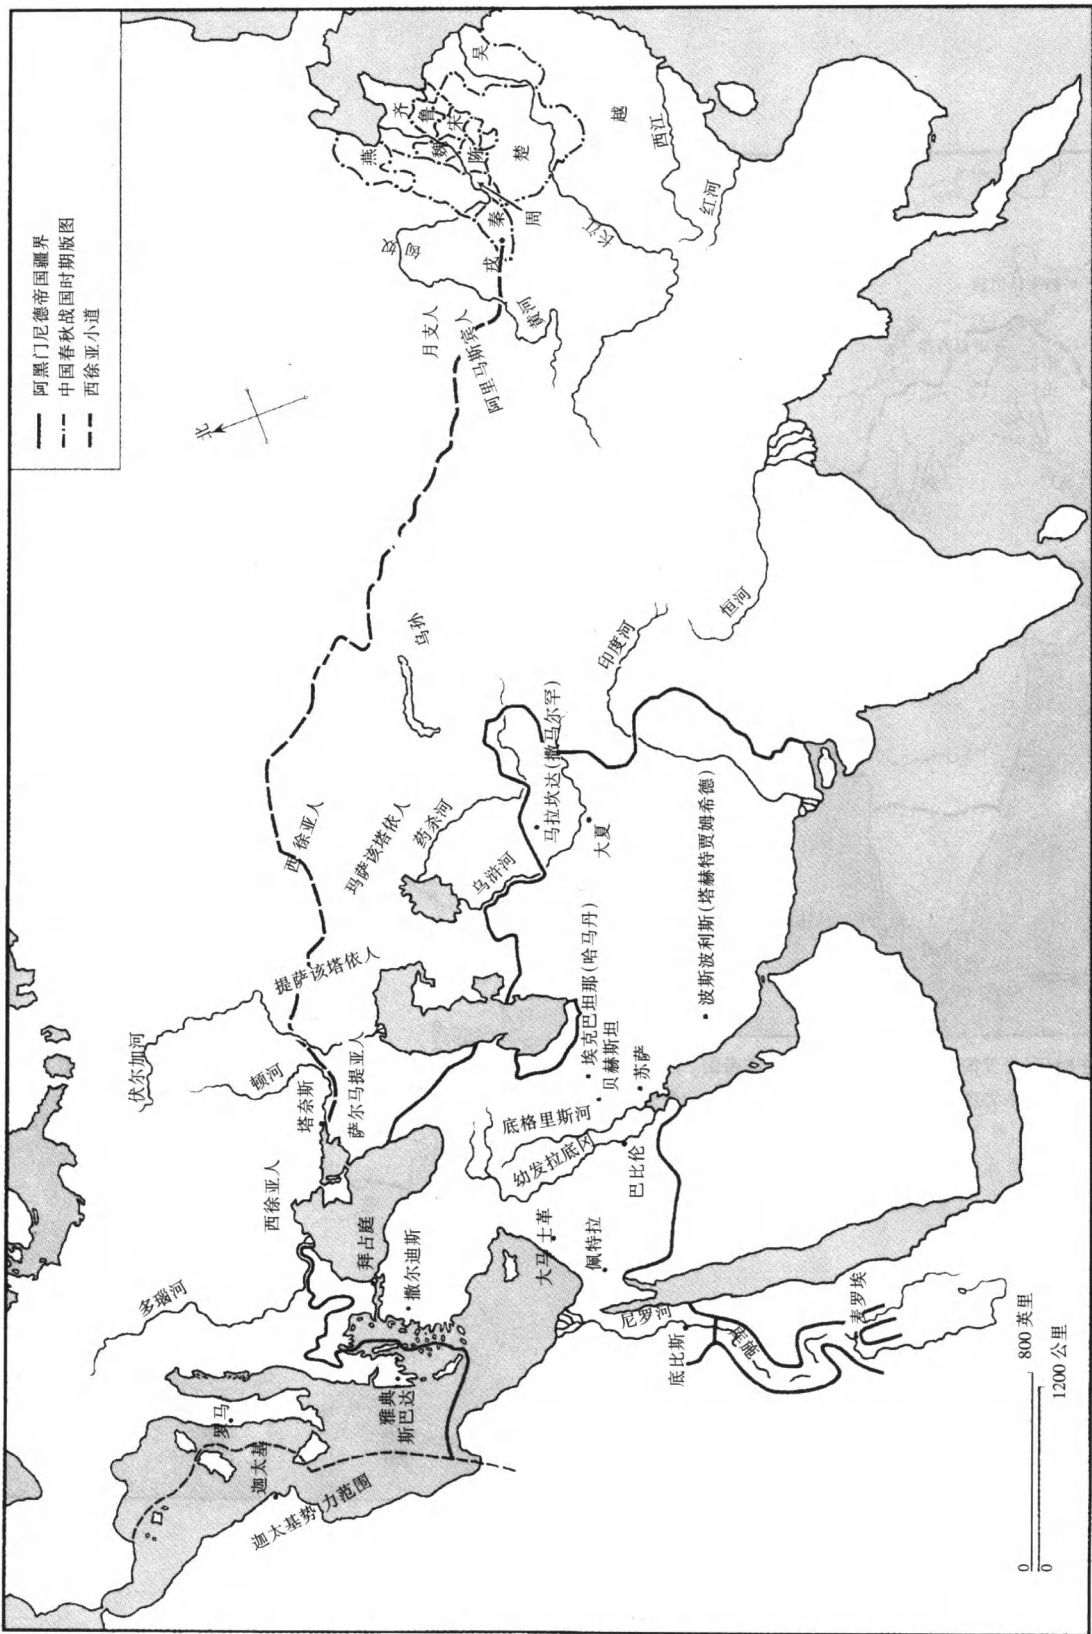 阿黑门尼德帝国疆界
中国春秋战国时期版图
西徐亚小道
北
伏尔加河
顿河
塔奈斯
萨尔马提亚人
提萨该塔依人
西徐亚人
玛萨该塔依人
药杀河
乌浒河
乌孙
月支人
阿里马斯宾人
匈奴
戎
秦
周
燕
齐
鲁
宋
魏
陈
楚
吴
越
黄河
长江
西江
红河
多瑙河
西徐亚人
拜占庭
撒尔迪斯
罗马
迦太基
迦太基势力范围
雅典
斯巴达
大马士革
佩特拉
底格里斯河
幼发拉底冈
巴比伦
埃克巴坦那(哈马丹)
贝赫斯坦
苏萨
波斯波利斯(塔赫特贾姆希德)
马拉坎达(撒马尔罕)
大夏
印度河
恒河
尼罗河
底比斯
库施
麦罗埃
0 800 英里
0 1200 公里